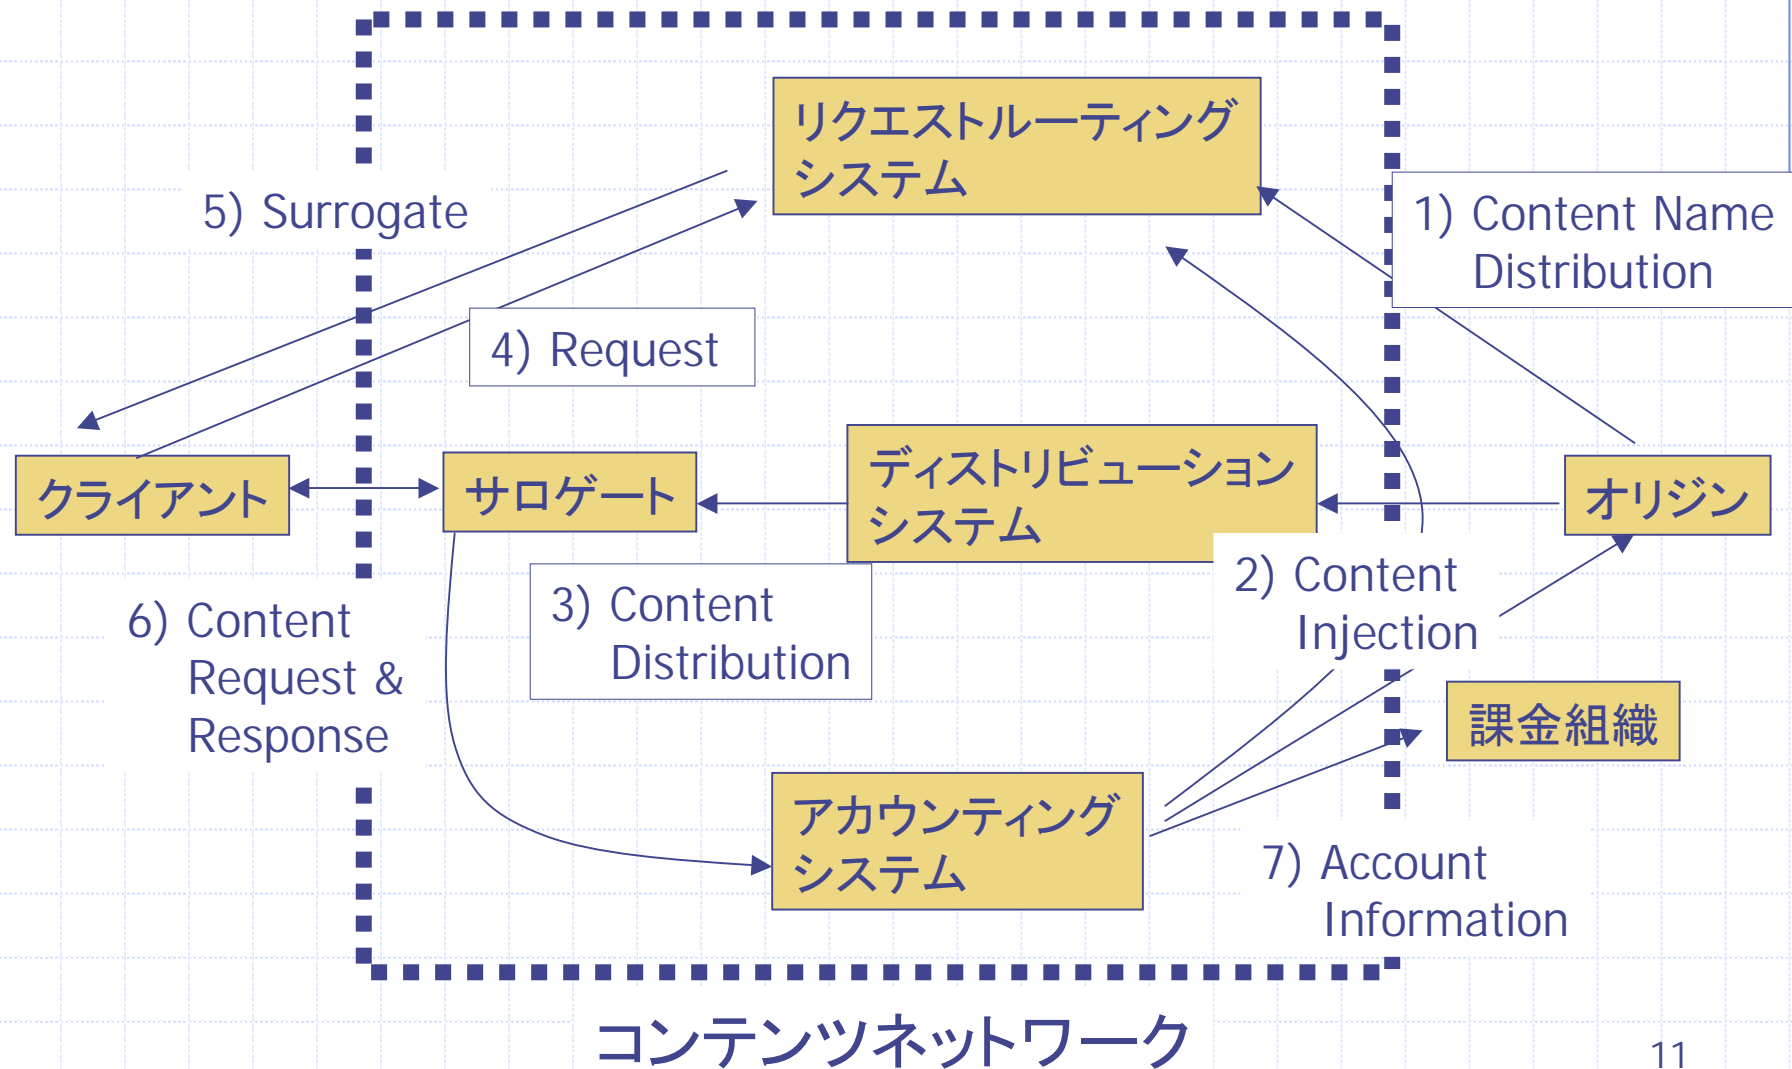 リクエストルーティング
システム
5) Surrogate
1) Content Name
Distribution
4) Request
クライアント
サロゲート
ディストリビューション
システム
オリジン
2) Content
Injection
3) Content
Distribution
6) Content
Request &
Response
課金組織
アカウンティング
システム
7) Account
Information
コンテンツネットワーク
11